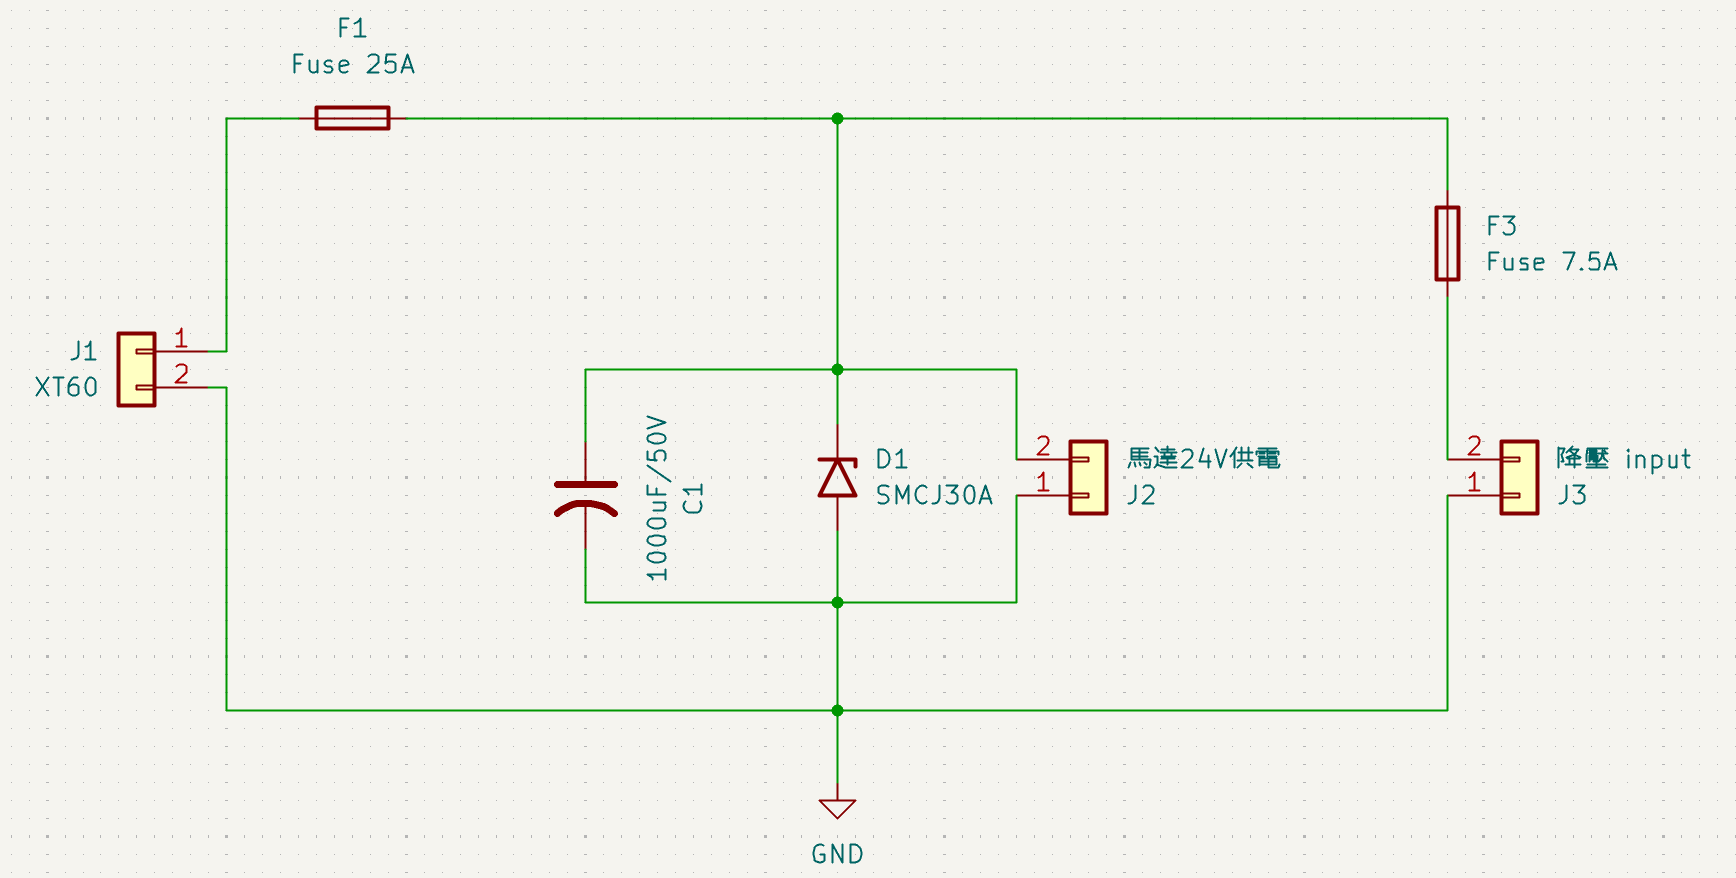 F1
Fuse 25A
F3
Fuse 7.5A
J1
XT60
1
2
1000uF/50V
C1
D1
SMCJ30A
2
1
馬達24V供電
J2
2
1
降壓 input
J3
GND